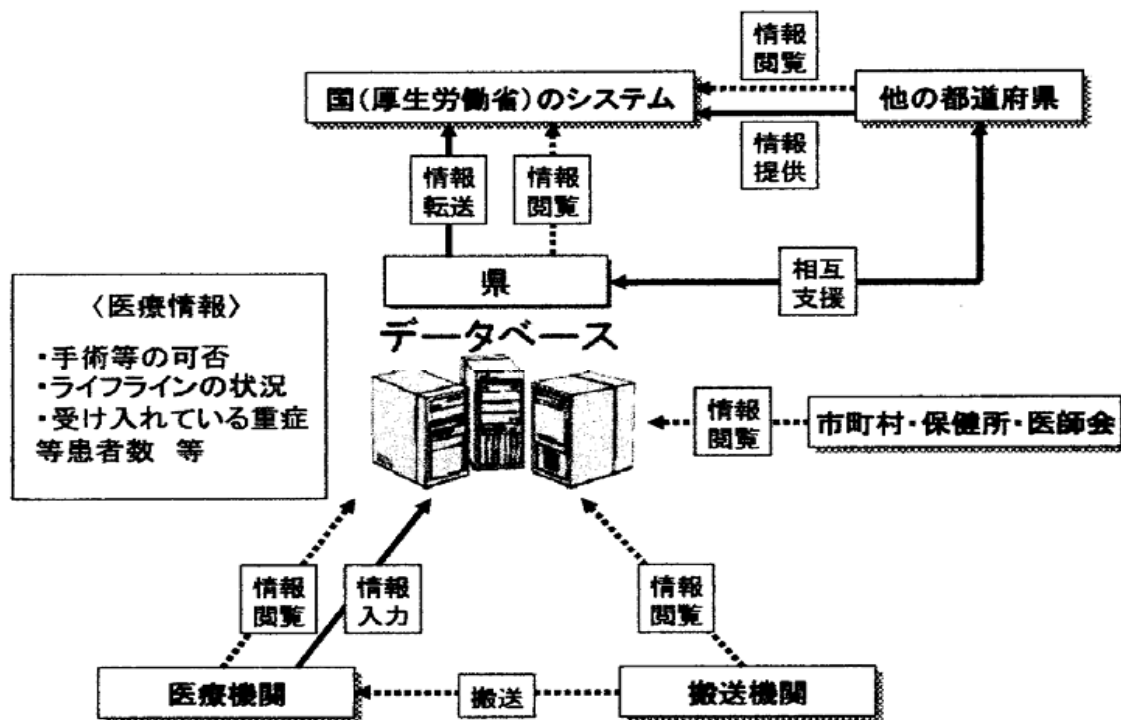 情報
閲覧
国（厚生労働省）のシステム
他の都道府県
情報
提供
情報
転送
情報
閲覧
県
相互
支援
データベース
〈医療情報〉
・手術等の可否
・ライフラインの状況
・受け入れている重症
等患者数　等
情報
閲覧
市町村・保健所・医師会
情報
閲覧
情報
入力
情報
閲覧
医療機関
搬送
搬送機関